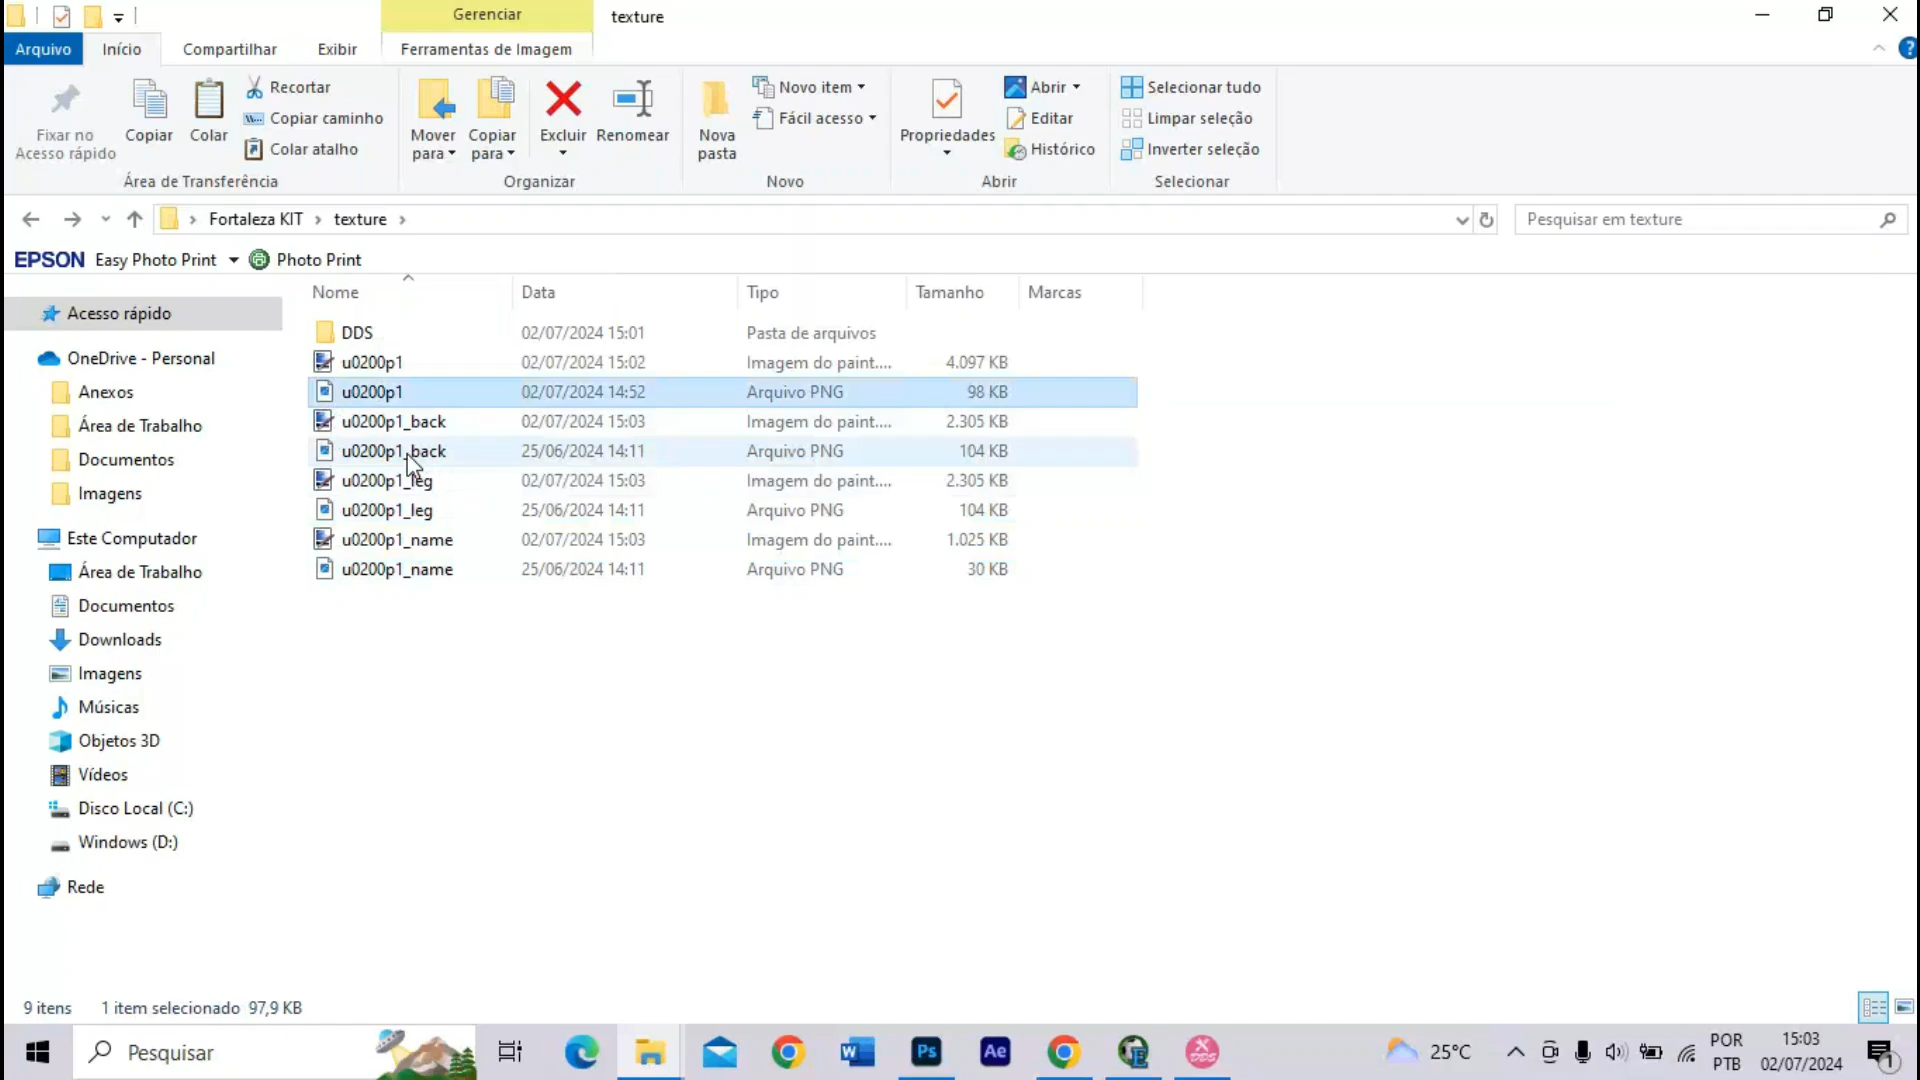 Gerenciar
texture
Arquivo
Início
Compartilhar
Exibir
Ferramentas de Imagem
?
Fixar no Acesso rápido
Copiar
Colar
Recortar
Copiar caminho
Colar atalho
Área de Transferência
Mover para
Copiar para
Excluir
Renomear
Organizar
Nova pasta
Novo item
Fácil acesso
Novo
Propriedades
Abrir
Editar
Histórico
Abrir
Selecionar tudo
Limpar seleção
Inverter seleção
Selecionar
Fortaleza KIT > texture >
Pesquisar em texture
EPSON Easy Photo Print Photo Print
Nome Data Tipo Tamanho Marcas
DDS 02/07/2024 15:01 Pasta de arquivos
u0200p1 02/07/2024 15:02 Imagem do paint.... 4.097 KB
u0200p1 02/07/2024 14:52 Arquivo PNG 98 KB
u0200p1_back 02/07/2024 15:03 Imagem do paint.... 2.305 KB
u0200p1_back 25/06/2024 14:11 Arquivo PNG 104 KB
u0200p1_leg 02/07/2024 15:03 Imagem do paint.... 2.305 KB
u0200p1_leg 25/06/2024 14:11 Arquivo PNG 104 KB
u0200p1_name 02/07/2024 15:03 Imagem do paint.... 1.025 KB
u0200p1_name 25/06/2024 14:11 Arquivo PNG 30 KB
Acesso rápido
OneDrive - Personal
Anexos
Área de Trabalho
Documentos
Imagens
Este Computador
Área de Trabalho
Documentos
Downloads
Imagens
Músicas
Objetos 3D
Vídeos
Disco Local (C:)
Windows (D:)
Rede
9 itens 1 item selecionado 97,9 KB
Pesquisar
W
Ps
Ae
DDS
25°C
POR
PTB
15:03
02/07/2024
1